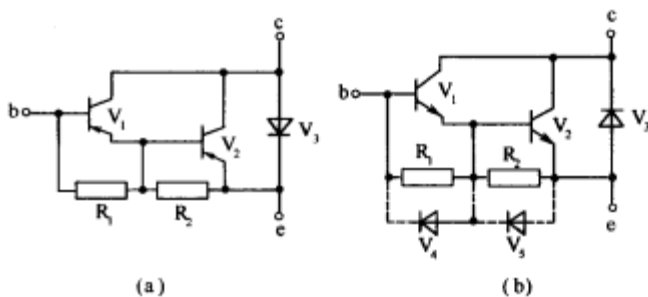 c c
b V₁ V₂ V₃ b V₁ V₂ V₃
R₁ R₂ R₁ R₂
e V₄ V₅ e
(a) (b)